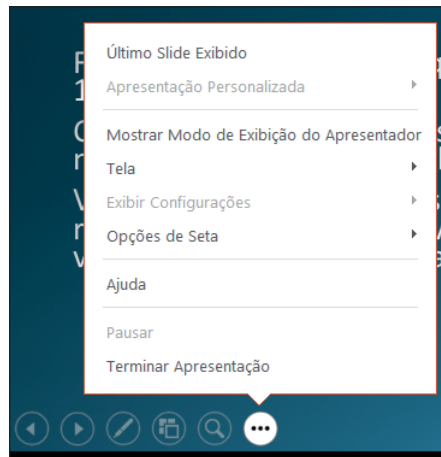 Último Slide Exibido
Apresentação Personalizada
Mostrar Modo de Exibição do Apresentador
Tela
Exibir Configurações
Opções de Seta
Ajuda
Pausar
Terminar Apresentação